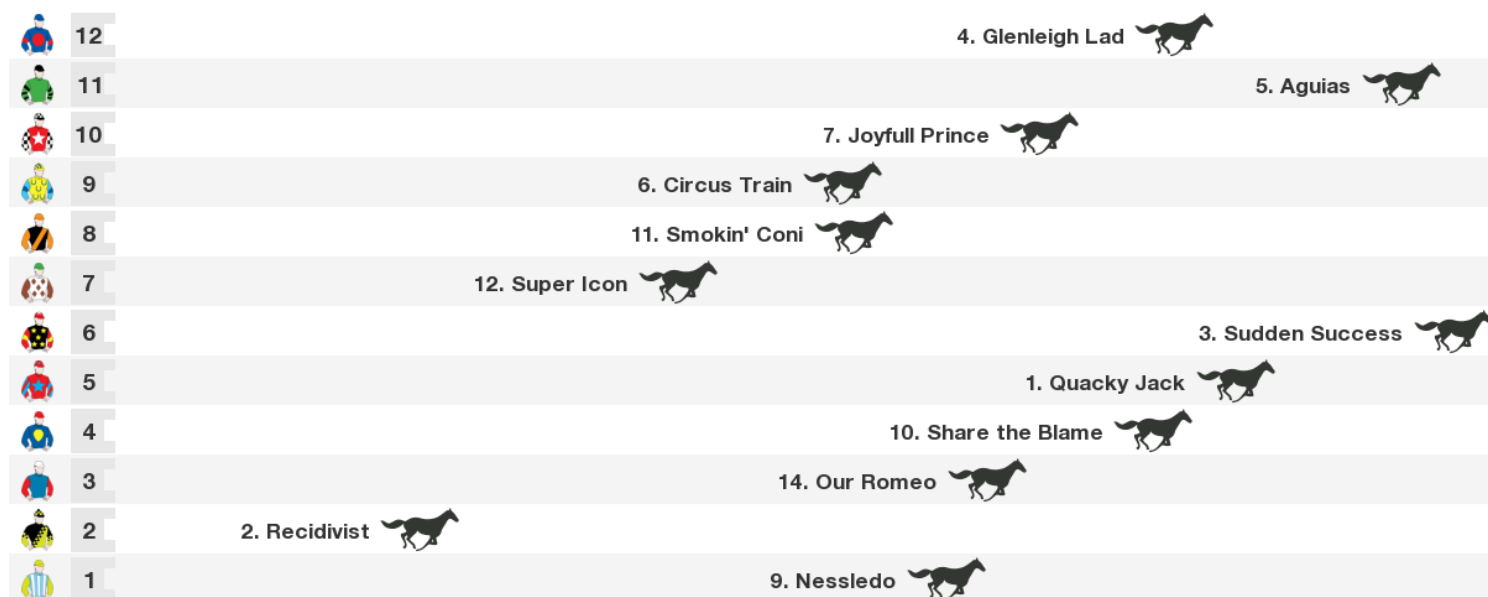 12 4. Glenleigh Lad
11 5. Aguias
10 7. Joyfull Prince
9 6. Circus Train
8 11. Smokin' Coni
7 12. Super Icon
6 3. Sudden Success
5 1. Quacky Jack
4 10. Share the Blame
3 14. Our Romeo
2 2. Recidivist
1 9. Nessledo